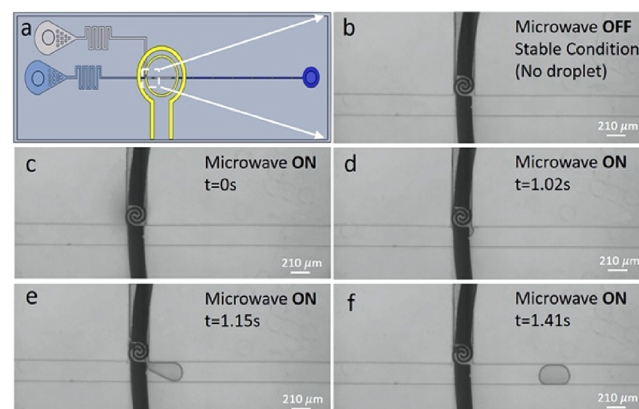 a
b
Microwave OFF
Stable Condition
(No droplet)
210 µm
c
Microwave ON
t=0s
210 µm
d
Microwave ON
t=1.02s
210 µm
e
Microwave ON
t=1.15s
210 µm
f
Microwave ON
t=1.41s
210 µm